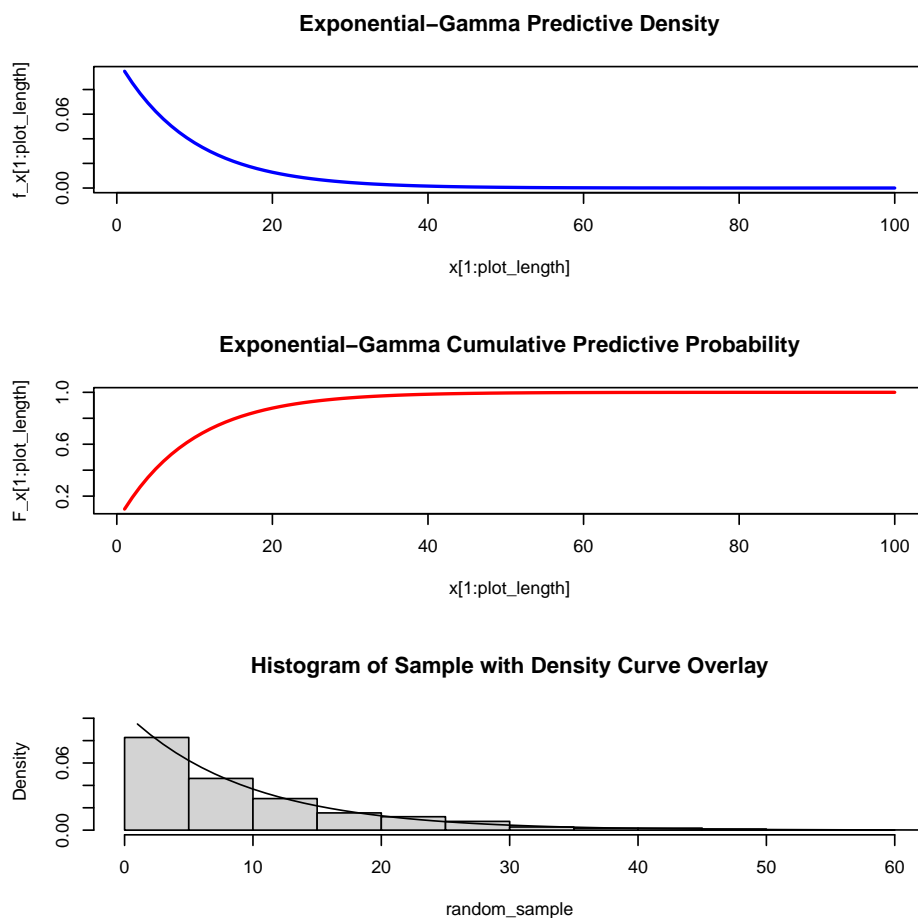 Exponential−Gamma Predictive Density
f_x[1:plot_length]
0.00
0.06
0 20 40 60 80 100
x[1:plot_length]
Exponential−Gamma Cumulative Predictive Probability
F_x[1:plot_length]
0.2
0.6
1.0
0 20 40 60 80 100
x[1:plot_length]
Histogram of Sample with Density Curve Overlay
Density
0.00
0.06
0 10 20 30 40 50 60
random_sample